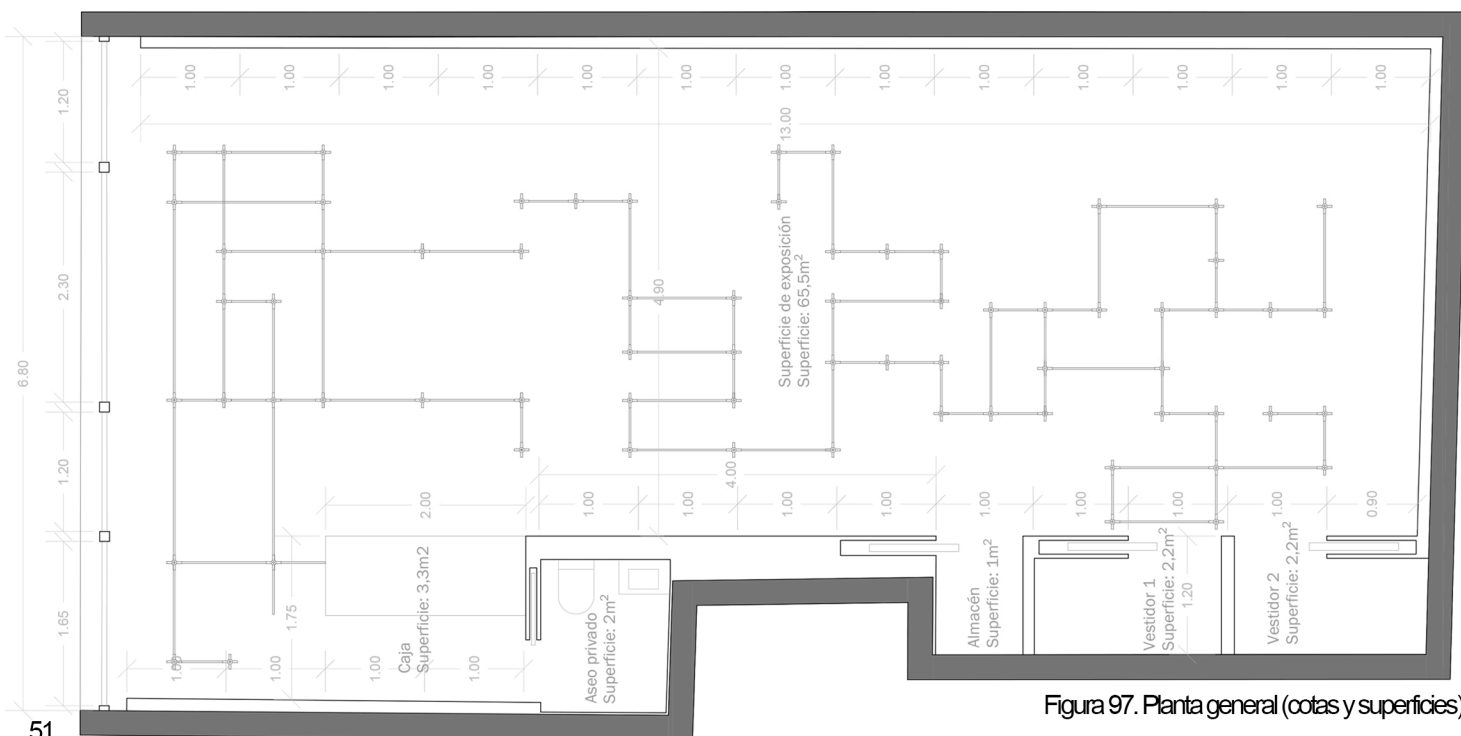 1.00 1.00 1.00 1.00 1.00 1.00 1.00 1.00 1.00 1.00 1.00 1.00 1.00
13.00
1.20
2.30
6.80
1.20
1.65
4.90
Superficie de exposición
Superficie: 65,5m²
4.00
2.00
1.00 1.00 1.00 1.00 1.00 1.00 1.00 1.00 0.90
1.75
Caja
Superficie: 3,3m2
Aseo privado
Superficie: 2m²
Almacén
Superficie: 1m²
Vestidor 1
Superficie: 2,2m²
1.20
Vestidor 2
Superficie: 2,2m²
1.00 1.00 1.00 1.00
Figura 97. Planta general (cotas y superficies)
51